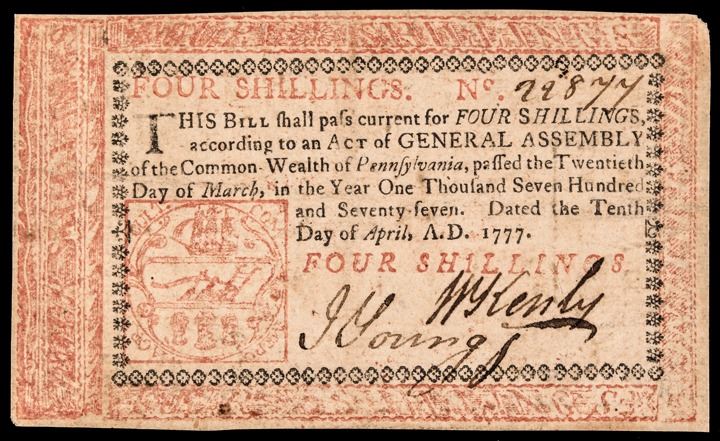 FOUR SHILLINGS. No. 22877
THIS BILL ſhall paſs current for FOUR SHILLINGS,
according to an ACT of GENERAL ASSEMBLY
of the Common-Wealth of Pennſylvania, paſſed the Twentieth
Day of March, in the Year One Thouſand Seven Hundred
and Seventy-ſeven. Dated the Tenth
Day of April, A.D. 1777.
FOUR SHILLINGS.
J Young